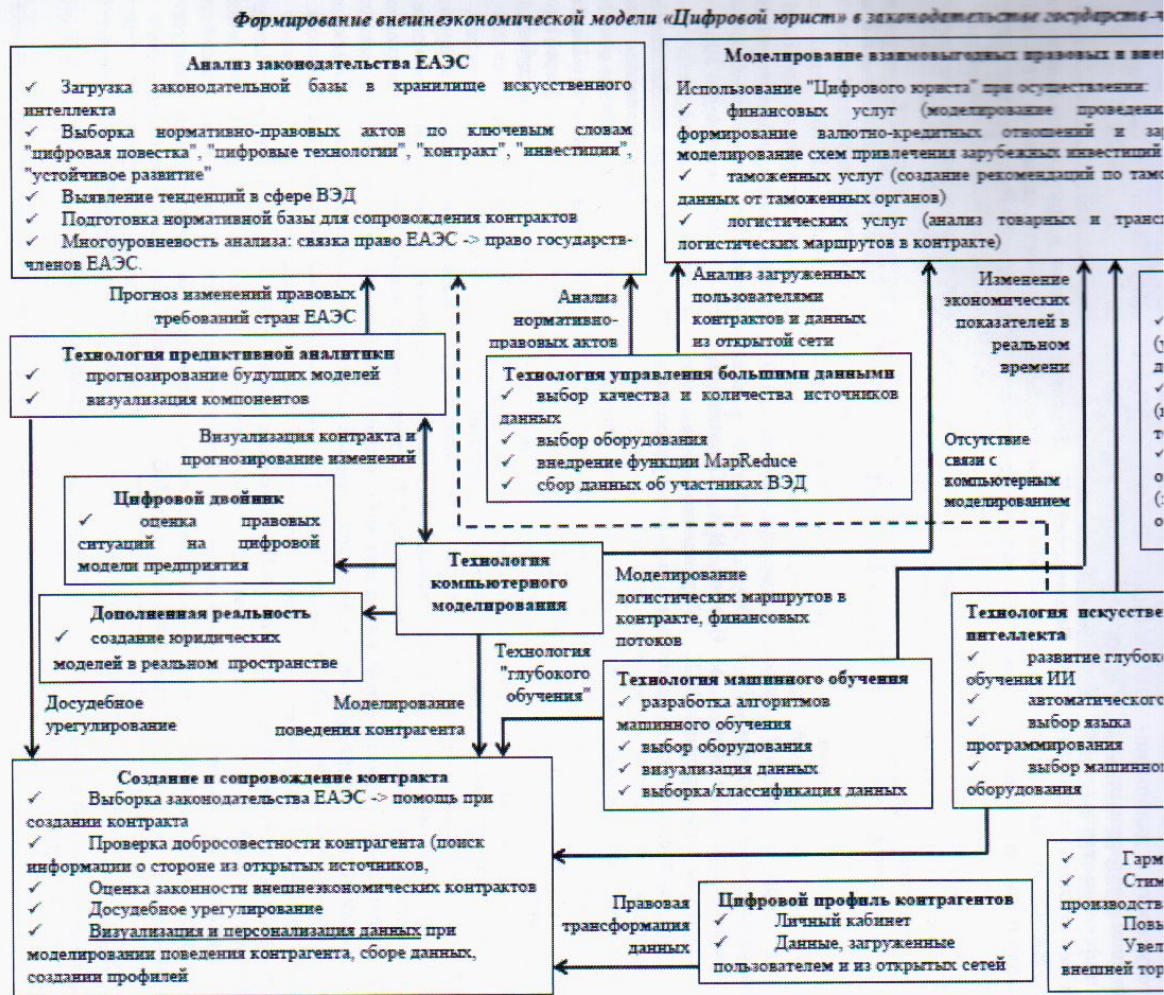 Формирование внешнеэкономической модели «Цифровой юрист» в законодательстве государств-ч
Анализ законодательства ЕАЭС
✓ Загрузка законодательной базы в хранилище искусственного
интеллекта
✓ Выборка нормативно-правовых актов по ключевым словам
"цифровая повестка", "цифровые технологии", "контракт", "инвестиции",
"устойчивое развитие"
✓ Выявление тенденций в сфере ВЭД
✓ Подготовка нормативной базы для сопровождения контрактов
✓ Многоуровневость анализа: связка право ЕАЭС -> право государств-
членов ЕАЭС.
Моделирование взаимовыгодных правовых и внеш
Использование "Цифрового юриста" при осуществлении:
✓ финансовых услуг (моделирование проведени
формирование валютно-кредитных отношений и зар
моделирование схем привлечения зарубежных инвестиций
✓ таможенных услуг (создание рекомендаций по тамо
данных от таможенных органов)
✓ логистических услуг (анализ товарных и трансп
логистических маршрутов в контракте)
Прогноз изменений правовых
требований стран ЕАЭС
Анализ
нормативно-
правовых актов
Анализ загруженных
пользователями
контрактов и данных
из открытой сети
Изменение
экономических
показателей в
реальном
времени
Технология предиктивной аналитики
✓ прогнозирование будущих моделей
✓ визуализация компонентов
Технология управления большими данными
✓ выбор качества и количества источников
данных
✓ выбор оборудования
✓ внедрение функции MapReduce
✓ сбор данных об участниках ВЭД
Визуализация контракта и
прогнозирование изменений
Отсутствие
связи с
компьютерным
моделированием
Цифровой двойник
✓ оценка правовых
ситуаций на цифровой
модели предприятия
Технология
компьютерного
моделирования
Дополненная реальность
✓ создание юридических
моделей в реальном пространстве
Моделирование
логистических маршрутов в
контракте, финансовых
потоков
Технология искусстве
интеллекта
✓ развитие глубоко
обучения ИИ
✓ автоматического
✓ выбор языка
программирования
✓ выбор машинно
оборудования
Технология
"глубокого
обучения"
Технология машинного обучения
✓ разработка алгоритмов
машинного обучения
✓ выбор оборудования
✓ визуализация данных
✓ выборка/классификация данных
Досудебное
урегулирование
Моделирование
поведения контрагента
Создание и сопровождение контракта
✓ Выборка законодательства ЕАЭС -> помощь при
создании контракта
✓ Проверка добросовестности контрагента (поиск
информации о стороне из открытых источников,
✓ Оценка законности внешнеэкономических контрактов
✓ Досудебное урегулирование
✓ Визуализация и персонализация данных при
моделировании поведения контрагента, сборе данных,
создании профилей
Правовая
трансформация
данных
Цифровой профиль контрагентов
✓ Личный кабинет
✓ Данные, загруженные
пользователем и из открытых сетей
✓ Гарм
✓ Стим
производств
✓ Повы
✓ Увел
внешней тор